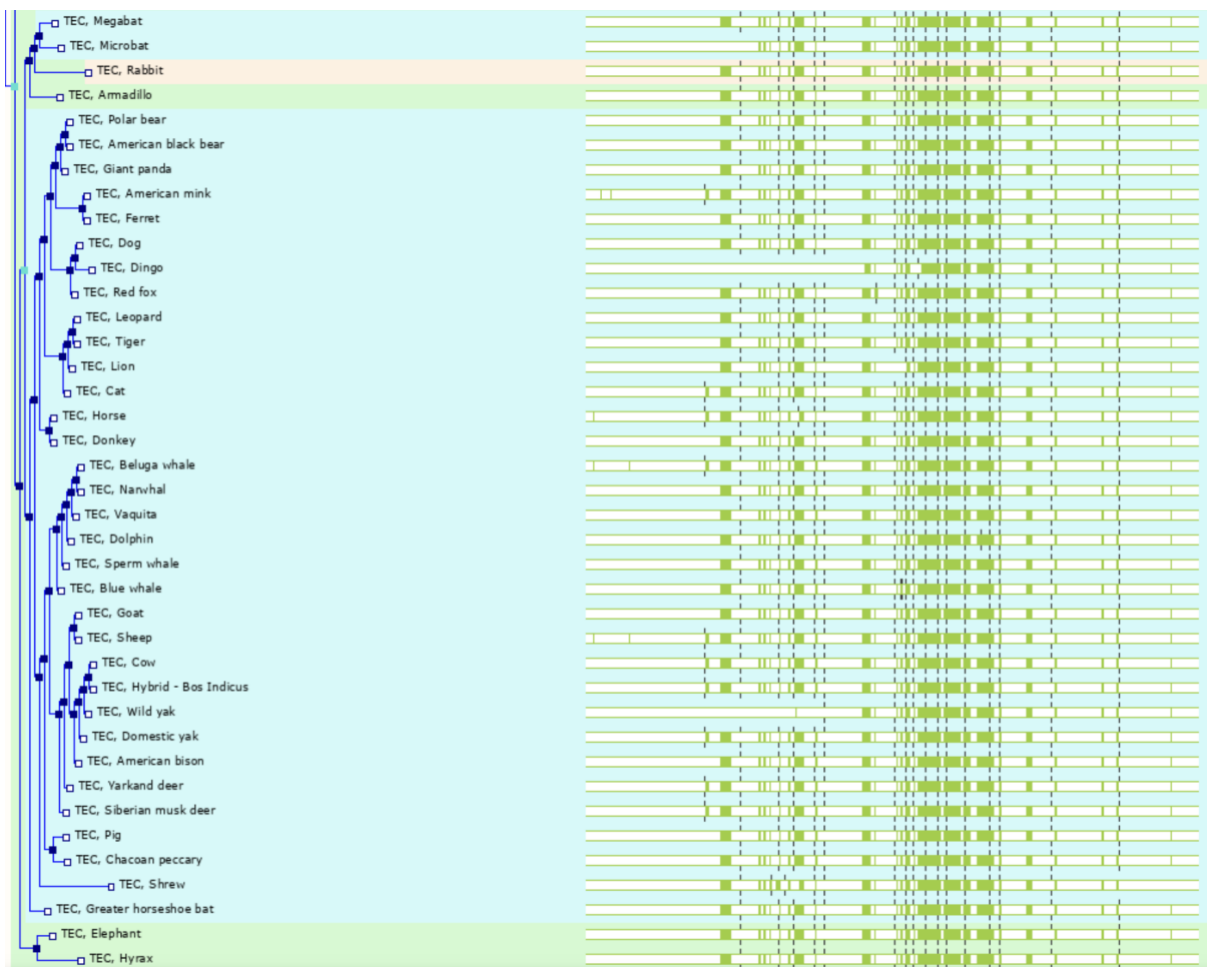 TEC, Megabat
TEC, Microbat
TEC, Rabbit
TEC, Armadillo
TEC, Polar bear
TEC, American black bear
TEC, Giant panda
TEC, American mink
TEC, Ferret
TEC, Dog
TEC, Dingo
TEC, Red fox
TEC, Leopard
TEC, Tiger
TEC, Lion
TEC, Cat
TEC, Horse
TEC, Donkey
TEC, Beluga whale
TEC, Narwhal
TEC, Vaquita
TEC, Dolphin
TEC, Sperm whale
TEC, Blue whale
TEC, Goat
TEC, Sheep
TEC, Cow
TEC, Hybrid - Bos Indicus
TEC, Wild yak
TEC, Domestic yak
TEC, American bison
TEC, Yarkand deer
TEC, Siberian musk deer
TEC, Pig
TEC, Chacoan peccary
TEC, Shrew
TEC, Greater horseshoe bat
TEC, Elephant
TEC, Hyrax